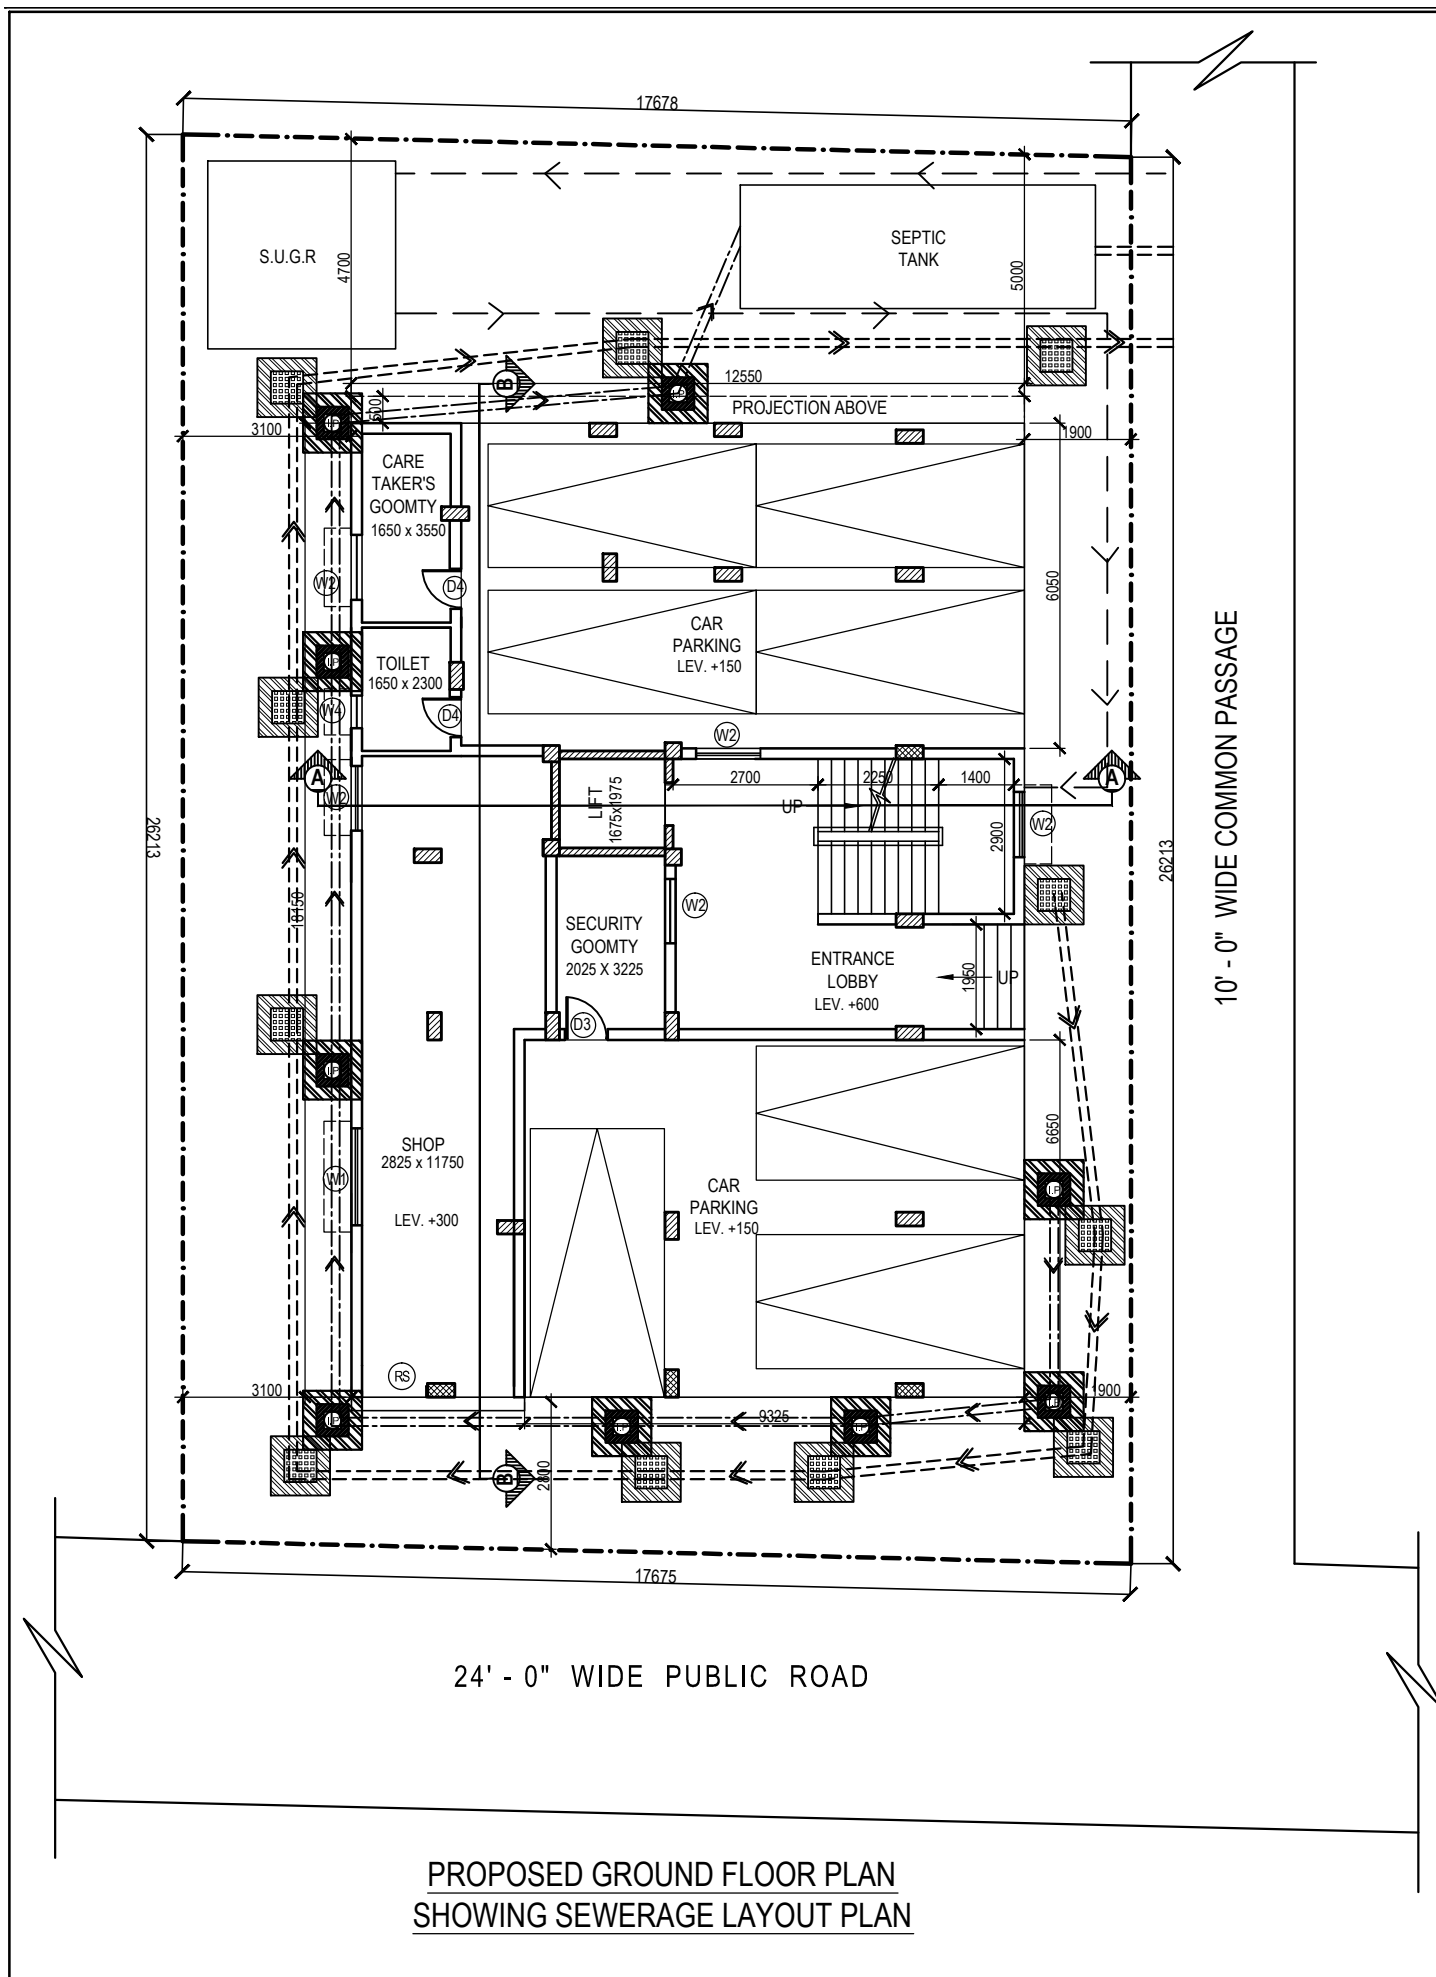 17678
S.U.G.R
4700
SEPTIC
TANK
5000
B
12550
600
PROJECTION ABOVE
I.P
I.P
3100
1900
CARE
TAKER'S
GOOMTY
1650 x 3550
W2
D4
6050
CAR
PARKING
LEV. +150
I.P
TOILET
1650 x 2300
W4
D4
W2
A
W2
2700
2250
1400
A
LIFT
1675x1975
UP
2900
W2
26213
26213
10' - 0" WIDE COMMON PASSAGE
18150
W2
SECURITY
GOOMTY
2025 X 3225
ENTRANCE
LOBBY
LEV. +600
1950
UP
D3
I.P
SHOP
2825 x 11750
W1
LEV. +300
6650
CAR
PARKING
LEV. +150
I.P
RS
3100
1900
I.P
I.P
9325
I.P
I.P
B
2800
17675
24' - 0" WIDE PUBLIC ROAD
PROPOSED GROUND FLOOR PLAN
SHOWING SEWERAGE LAYOUT PLAN